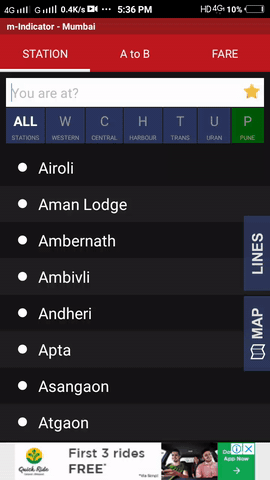 4G 4G 0.4K/s ••• 5:36 PM HD 4G 10%
m-Indicator - Mumbai
STATION A to B FARE
You are at?
ALL W C H T U P
STATIONS WESTERN CENTRAL HARBOUR TRANS URAN PUNE
Airoli
Aman Lodge
Ambernath
Ambivli
Andheri
Apta
Asangaon
Atgaon
LINES
MAP
Quick Ride
First 3 rides
FREE*
App Now